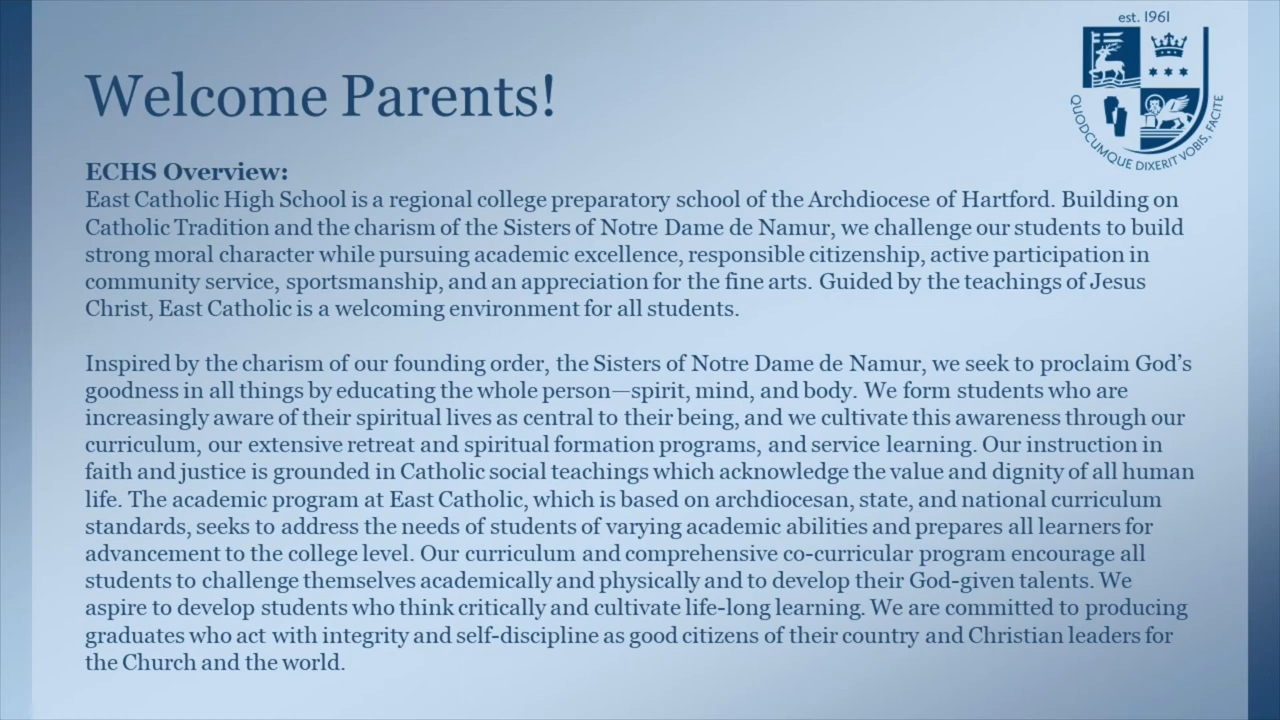 est. 1961
Welcome Parents!
QUODCUMQUE DIXERIT VOBIS, FACITE
ECHS Overview:
East Catholic High School is a regional college preparatory school of the Archdiocese of Hartford. Building on
Catholic Tradition and the charism of the Sisters of Notre Dame de Namur, we challenge our students to build
strong moral character while pursuing academic excellence, responsible citizenship, active participation in
community service, sportsmanship, and an appreciation for the fine arts. Guided by the teachings of Jesus
Christ, East Catholic is a welcoming environment for all students.
Inspired by the charism of our founding order, the Sisters of Notre Dame de Namur, we seek to proclaim God’s
goodness in all things by educating the whole person—spirit, mind, and body. We form students who are
increasingly aware of their spiritual lives as central to their being, and we cultivate this awareness through our
curriculum, our extensive retreat and spiritual formation programs, and service learning. Our instruction in
faith and justice is grounded in Catholic social teachings which acknowledge the value and dignity of all human
life. The academic program at East Catholic, which is based on archdiocesan, state, and national curriculum
standards, seeks to address the needs of students of varying academic abilities and prepares all learners for
advancement to the college level. Our curriculum and comprehensive co-curricular program encourage all
students to challenge themselves academically and physically and to develop their God-given talents. We
aspire to develop students who think critically and cultivate life-long learning. We are committed to producing
graduates who act with integrity and self-discipline as good citizens of their country and Christian leaders for
the Church and the world.